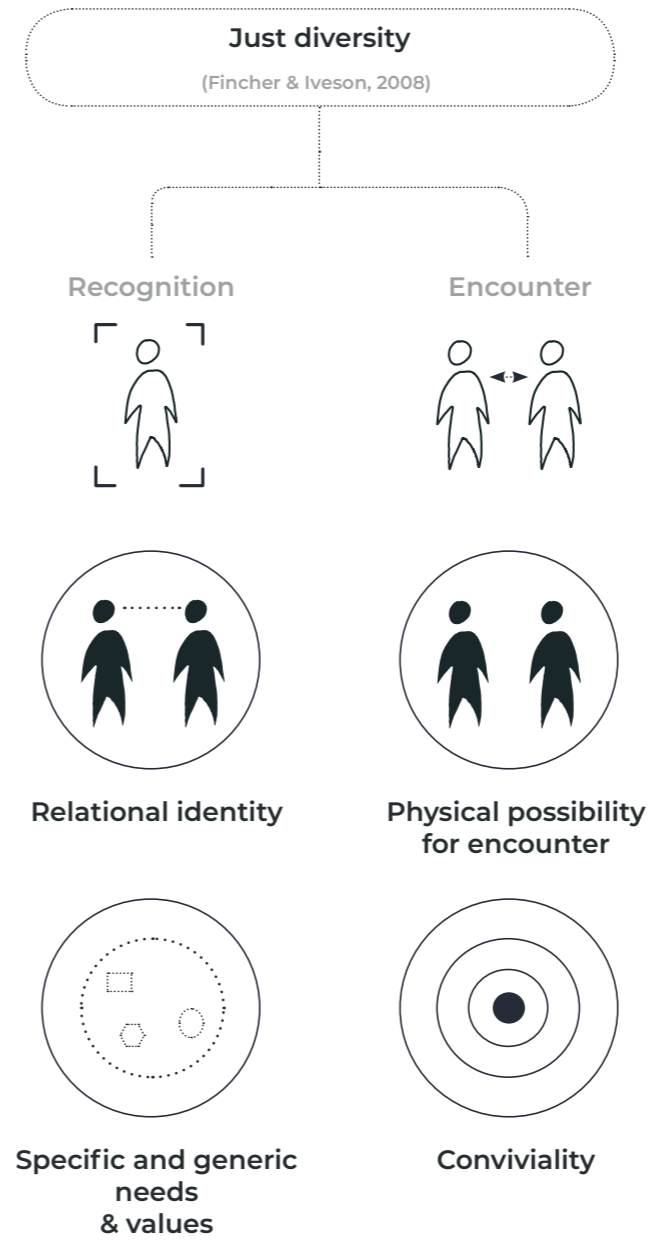 Just diversity
(Fincher & Iveson, 2008)
Recognition
Encounter
Relational identity
Physical possibility
for encounter
Specific and generic
needs
& values
Conviviality